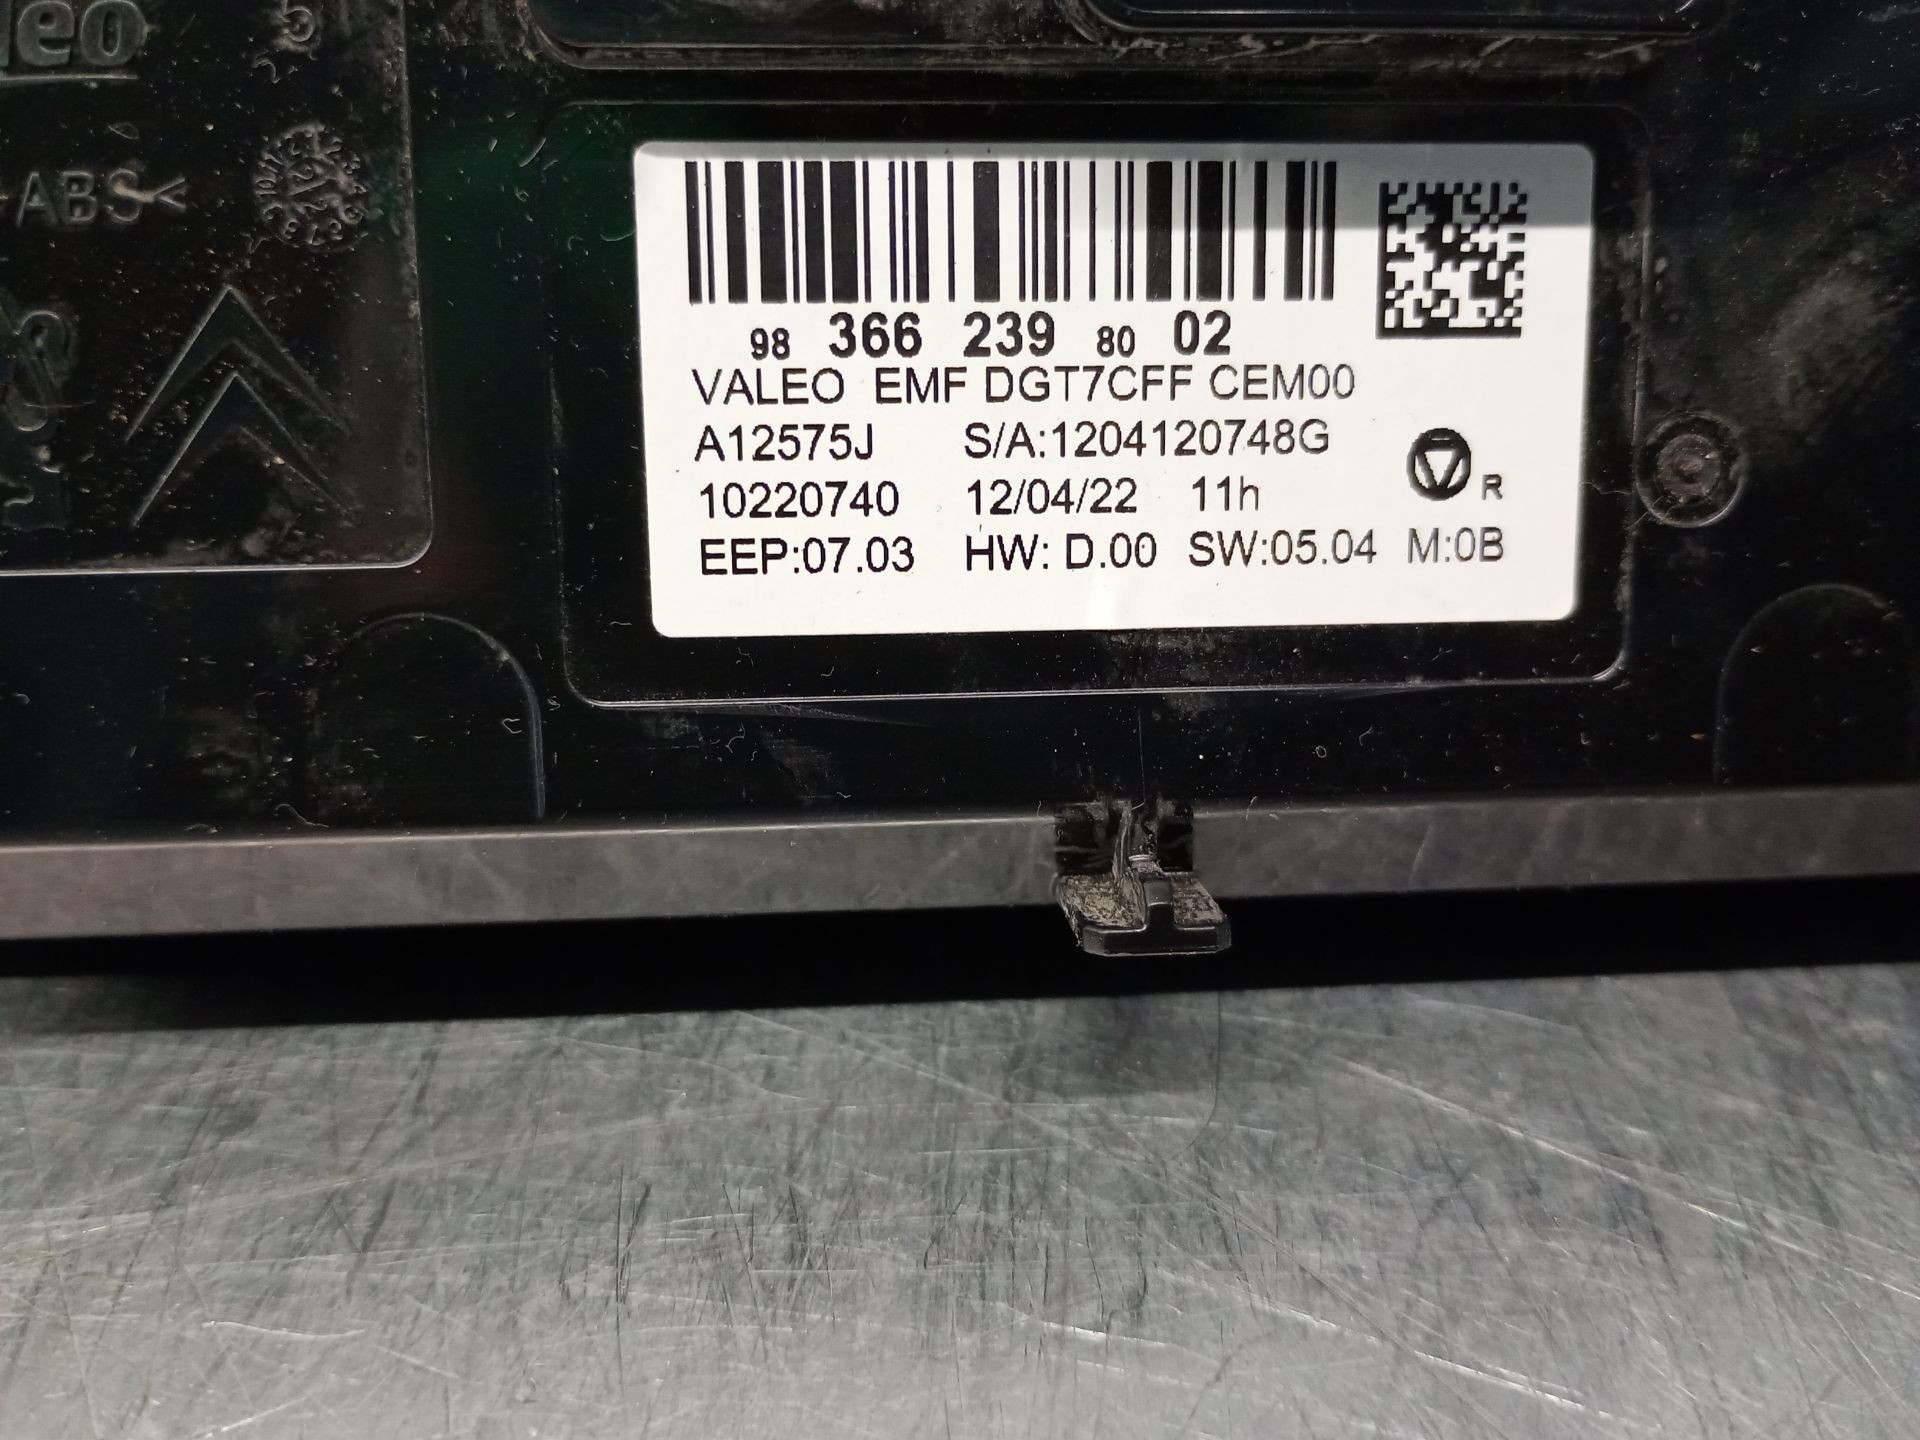 leo
ABS<
98 366 239 80 02
VALEO EMF DGT7CFF CEM00
A12575J S/A:1204120748G
10220740 12/04/22 11h
R
EEP:07.03 HW: D.00 SW:05.04 M:0B